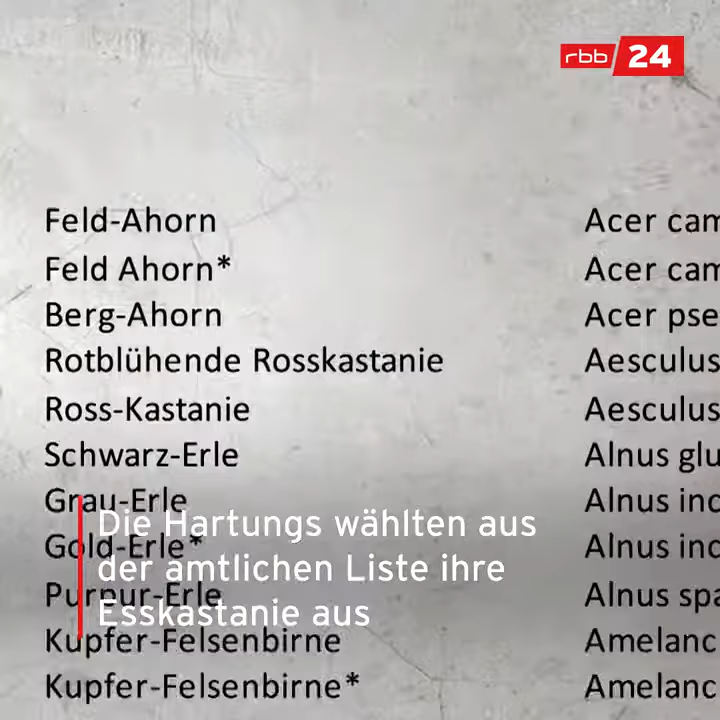 rbb 24
Feld-Ahorn Acer cam
Feld Ahorn* Acer cam
Berg-Ahorn Acer pse
Rotblühende Rosskastanie Aesculus
Ross-Kastanie Aesculus
Schwarz-Erle Alnus glu
Grau-Erle Alnus inc
Gold-Erle* Alnus inc
Purpur-Erle Alnus spa
Kupfer-Felsenbirne Amelanc
Kupfer-Felsenbirne* Amelanc
Die Hartungs wählten aus
der amtlichen Liste ihre
Esskastanie aus